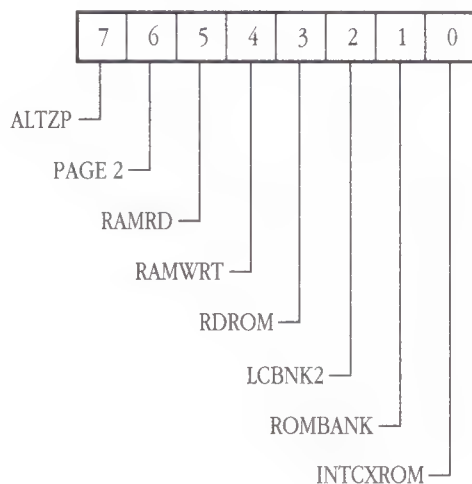 7 6 5 4 3 2 1 0
ALTZP
PAGE 2
RAMRD
RAMWRT
RDROM
LCBNK2
ROMBANK
INTCXROM